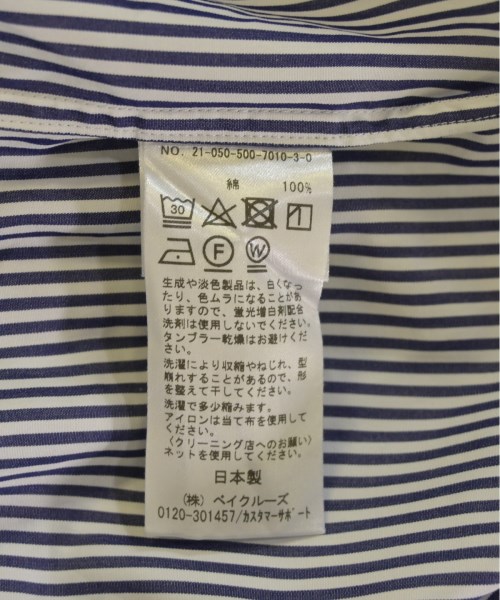 NO. 21-050-500-7010-3-0
綿 100%
30
F W
生成や淡色製品は、白くなっ
たり、色ムラになることがあ
りますので、蛍光増白剤配合
洗剤は使用しないでください。
タンブラー乾燥はお避けくだ
さい。
洗濯により収縮やねじれ、型
崩れすることがあるので、形
を整えて干してください。
洗濯で多少縮みます。
アイロンは当て布を使用して
ください。
〈クリーニング店へのお願い〉
ネットを使用してください。
日本製
(株) ベイクルーズ
0120-301457/カスタマーサポート